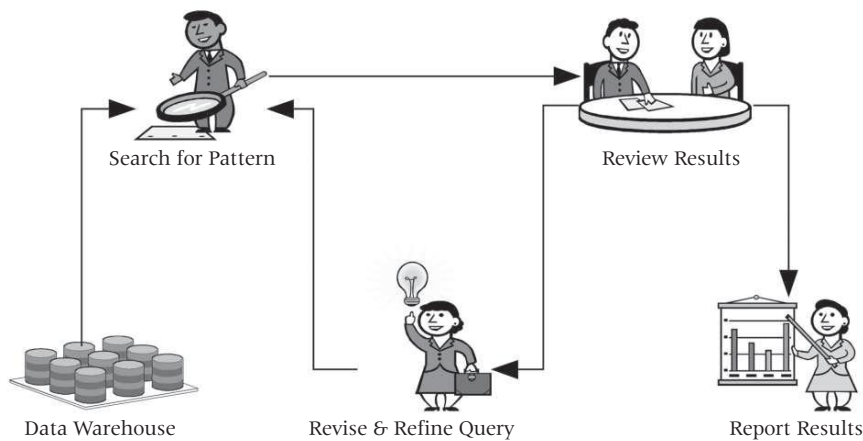 Search for Pattern
Review Results
Data Warehouse
Revise & Refine Query
Report Results